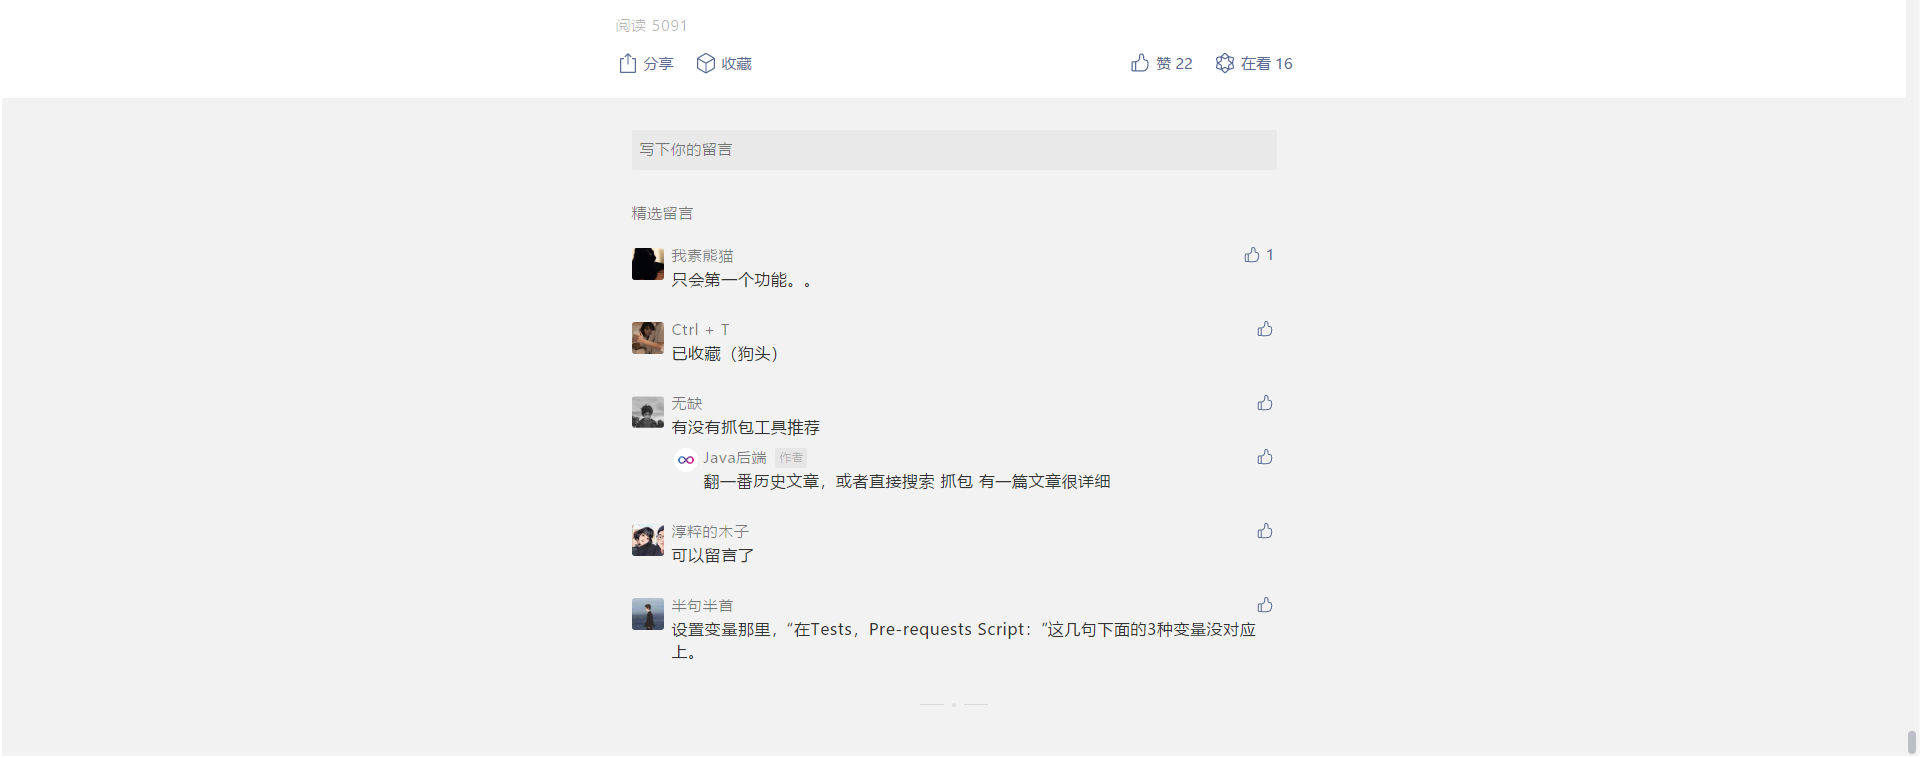 阅读 5091
分享 收藏 赞 22 在看 16
写下你的留言
精选留言
我素熊猫 1
只会第一个功能。。
Ctrl + T
已收藏（狗头）
无缺
有没有抓包工具推荐
Java后端 作者
翻一番历史文章，或者直接搜索 抓包 有一篇文章很详细
淳粹的木子
可以留言了
半句半首
设置变量那里，“在Tests，Pre-requests Script：”这几句下面的3种变量没对应
上。